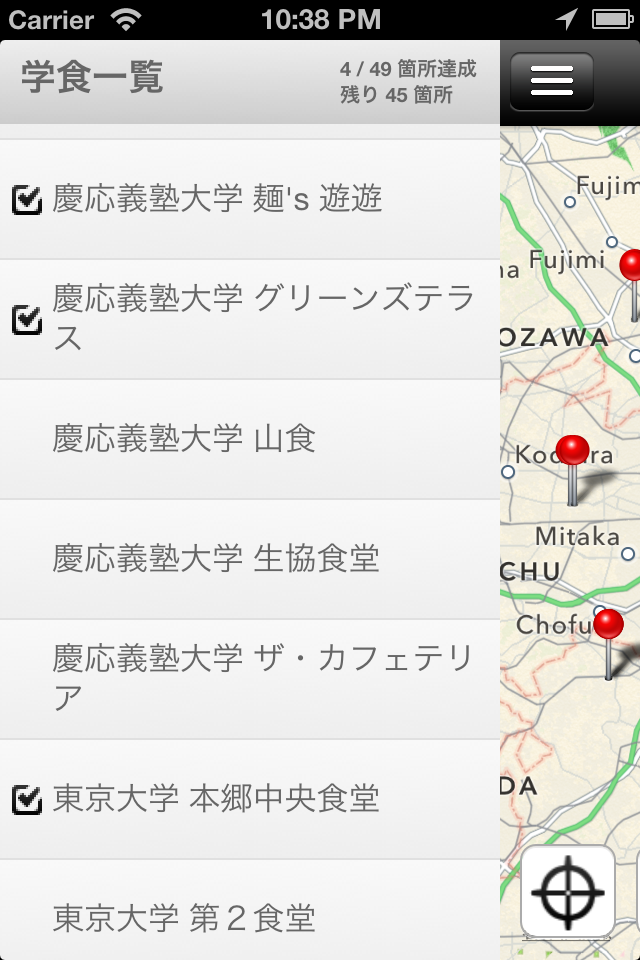 Carrier 10:38 PM
学食一覧
4 / 49 箇所達成
残り 45 箇所
慶応義塾大学 麺's 遊遊
慶応義塾大学 グリーンズテラ
ス
慶応義塾大学 山食
慶応義塾大学 生協食堂
慶応義塾大学 ザ・カフェテリ
ア
東京大学 本郷中央食堂
東京大学 第２食堂
Fujim
Fujimi
OZAWA
Mitaka
CHU
Chofu
DA